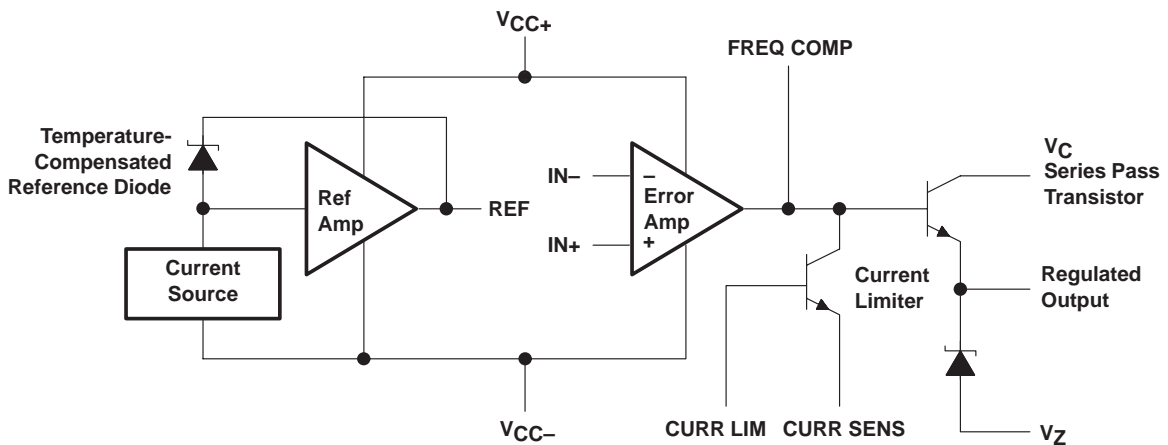 VCC+
FREQ COMP
Temperature-
Compensated
Reference Diode
VC
Series Pass
Transistor
IN–
–
Ref
Amp
REF
Error
Amp
IN+
+
Current
Source
Current
Limiter
Regulated
Output
VCC–
CURR LIM
CURR SENS
VZ